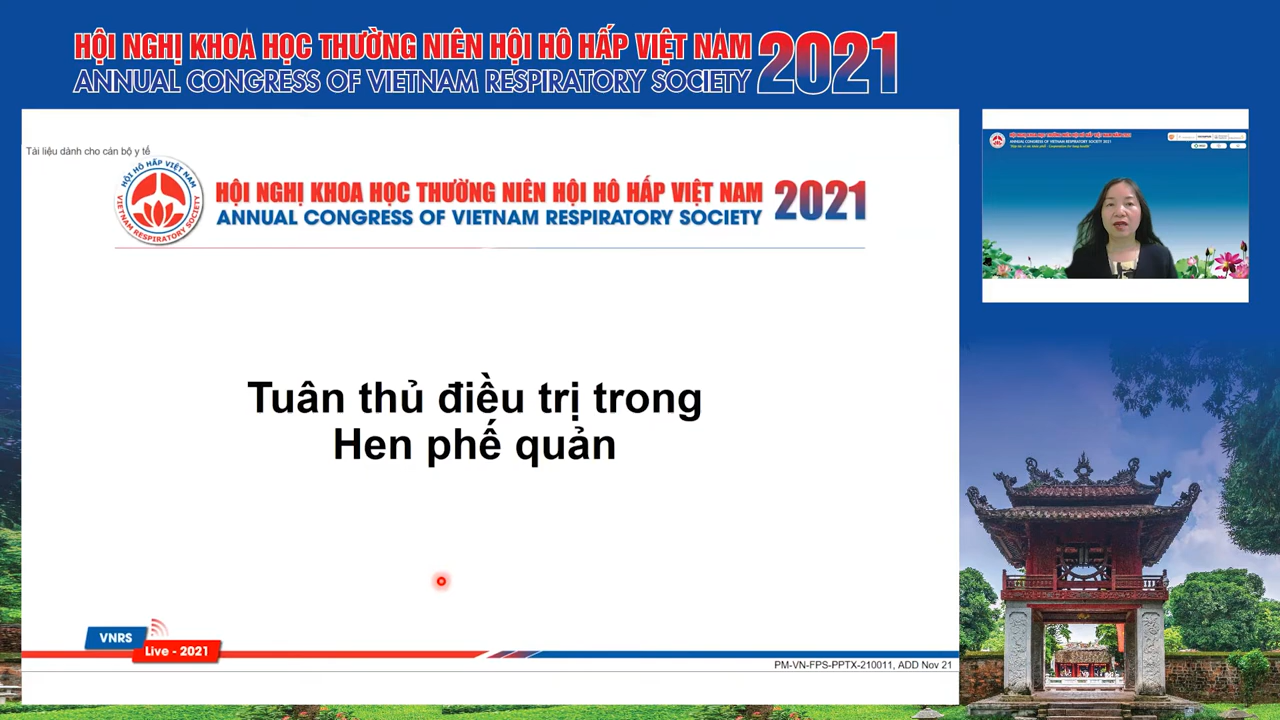 HỘI NGHỊ KHOA HỌC THƯỜNG NIÊN HỘI HÔ HẤP VIỆT NAM 2021
ANNUAL CONGRESS OF VIETNAM RESPIRATORY SOCIETY
Tài liệu dành cho cán bộ y tế
HỘI HÔ HẤP VIỆT NAM
VIETNAM RESPIRATORY SOCIETY
HỘI NGHỊ KHOA HỌC THƯỜNG NIÊN HỘI HÔ HẤP VIỆT NAM 2021
ANNUAL CONGRESS OF VIETNAM RESPIRATORY SOCIETY
Tuân thủ điều trị trong
Hen phế quản
VNRS
Live - 2021
PM-VN-FPS-PPTX-210011, ADD Nov 21